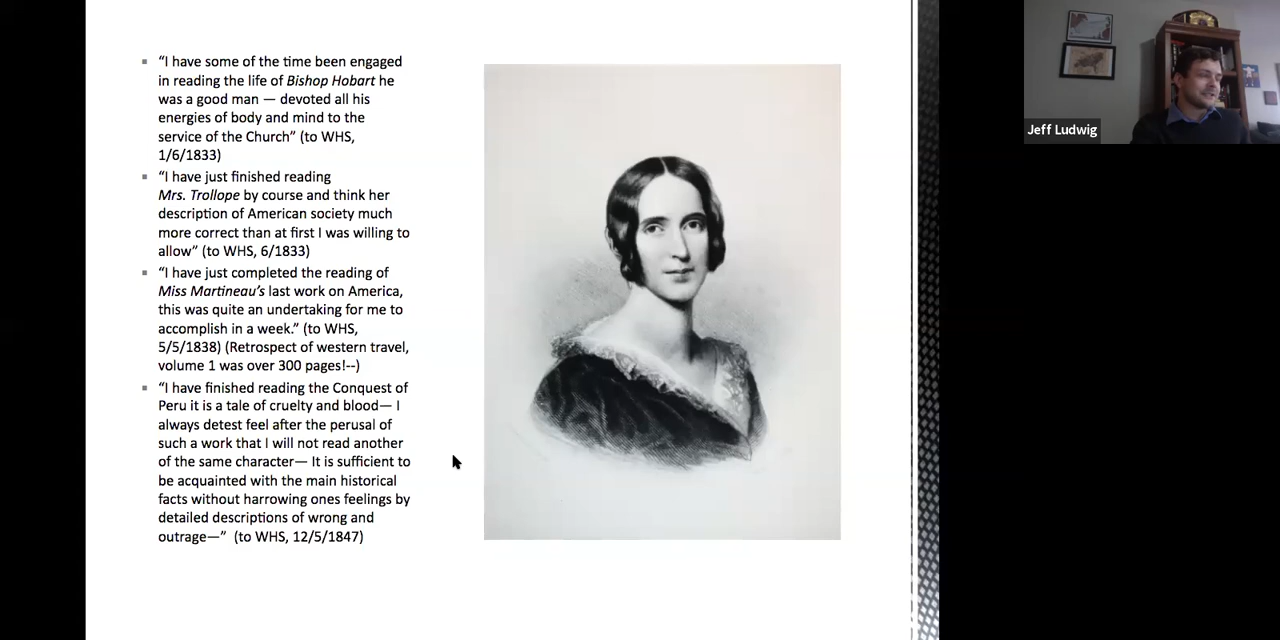 “I have some of the time been engaged
in reading the life of Bishop Hobart he
was a good man — devoted all his
energies of body and mind to the
service of the Church” (to WHS,
1/6/1833)
“I have just finished reading
Mrs. Trollope by course and think her
description of American society much
more correct than at first I was willing to
allow” (to WHS, 6/1833)
“I have just completed the reading of
Miss Martineau’s last work on America,
this was quite an undertaking for me to
accomplish in a week.” (to WHS,
5/5/1838) (Retrospect of western travel,
volume 1 was over 300 pages!--)
“I have finished reading the Conquest of
Peru it is a tale of cruelty and blood— I
always detest feel after the perusal of
such a work that I will not read another
of the same character— It is sufficient to
be acquainted with the main historical
facts without harrowing ones feelings by
detailed descriptions of wrong and
outrage—” (to WHS, 12/5/1847)
Jeff Ludwig